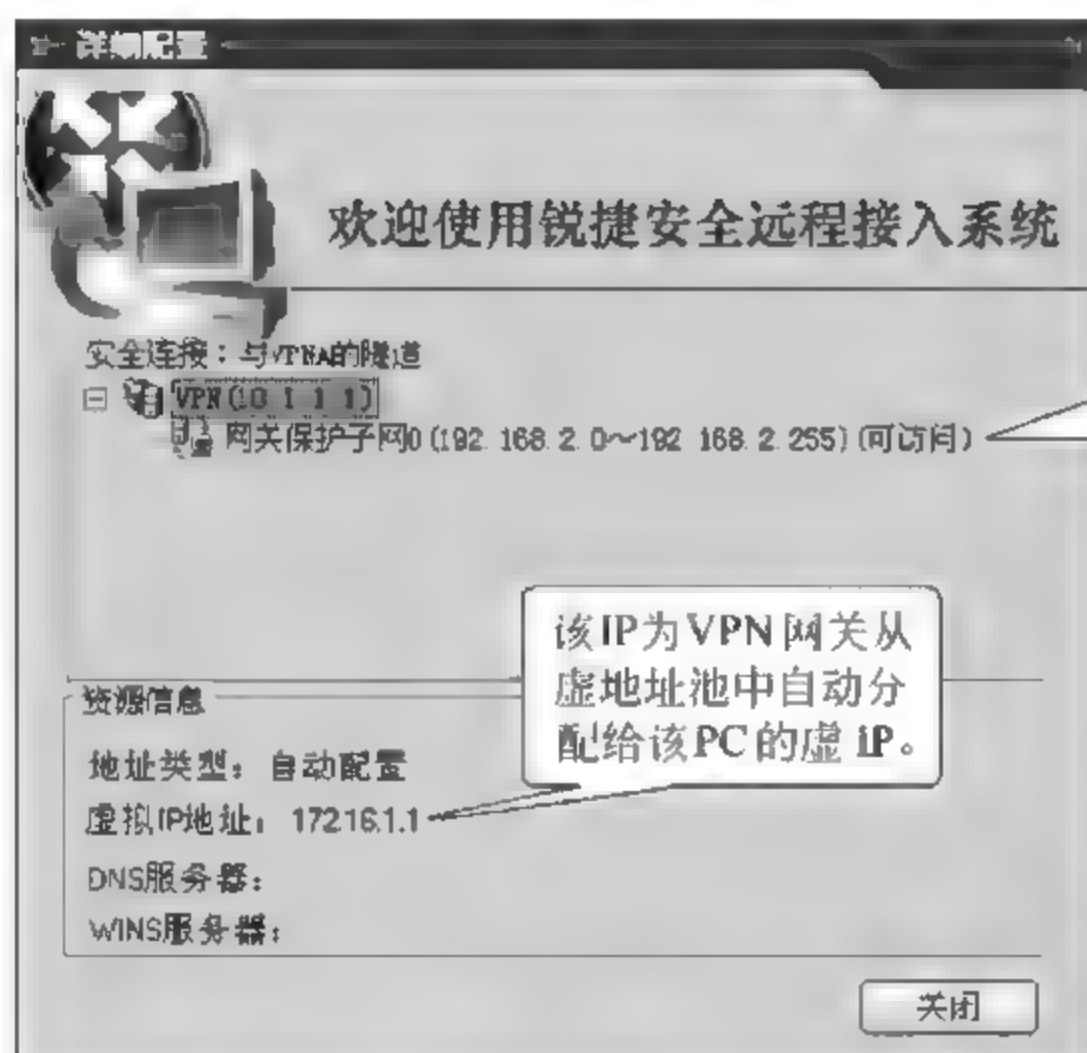 详细配置
欢迎使用锐捷安全远程接入系统
安全连接：与VPNA的隧道
VPN(10 1 1 1)
网关保护子网0(192 168. 2. 0～192 168. 2. 255)(可访问)
该IP为VPN网关从
虚地址池中自动分
配给该PC的虚IP。
资源信息
地址类型：自动配置
虚拟IP地址：172.16.1.1
DNS服务器：
WINS服务器：
关闭